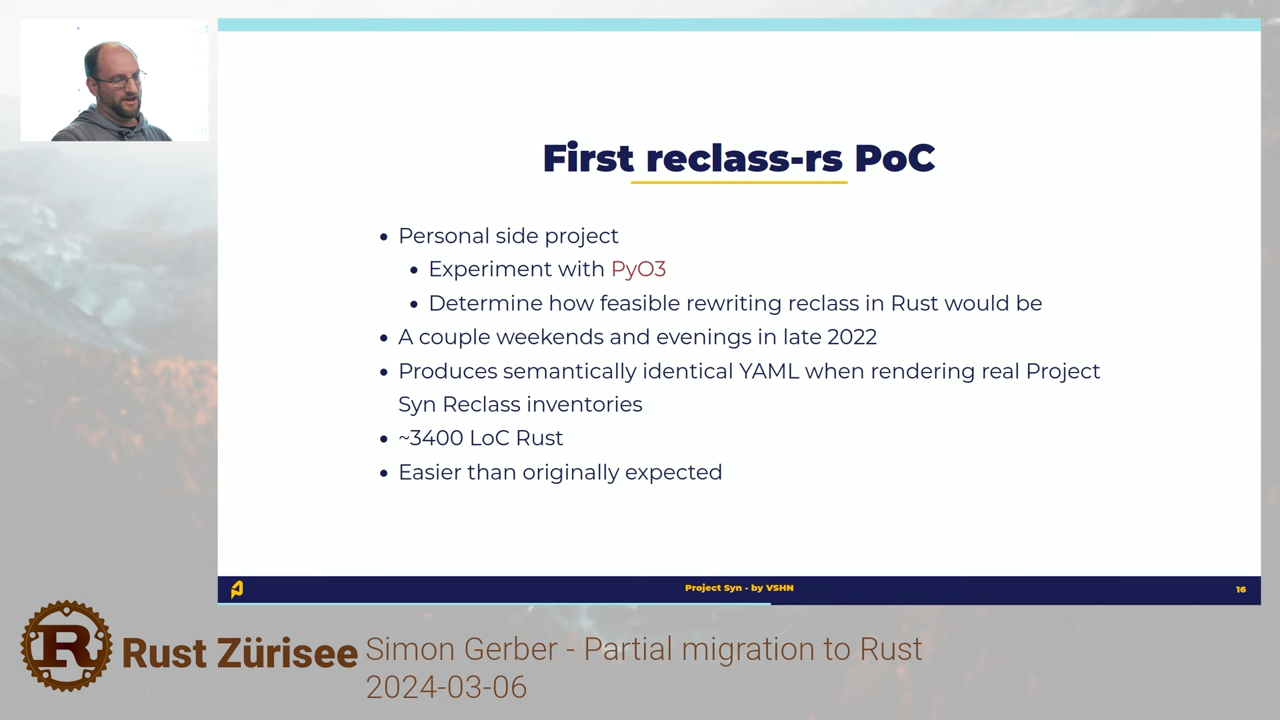 First reclass-rs PoC
Personal side project
Experiment with PyO3
Determine how feasible rewriting reclass in Rust would be
A couple weekends and evenings in late 2022
Produces semantically identical YAML when rendering real Project
Syn Reclass inventories
~3400 LoC Rust
Easier than originally expected
Project Syn - by VSHN
16
R
Rust Zürisee
Simon Gerber - Partial migration to Rust
2024-03-06